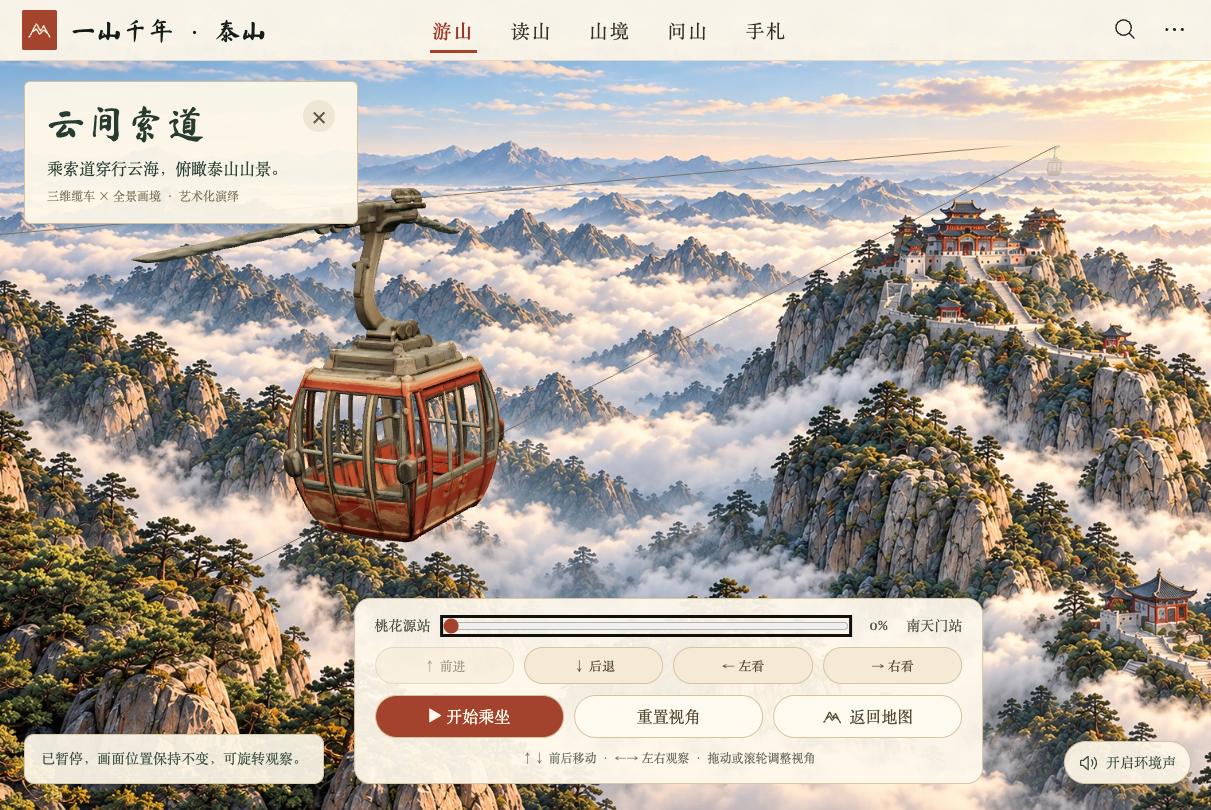 一山千年 · 泰山
游山 读山 山境 问山 手札
云间索道
乘索道穿行云海，俯瞰泰山山景。
三维缆车 × 全景画境 · 艺术化演绎
桃花源站 0% 南天门站
↑ 前进 ↓ 后退 ← 左看 → 右看
▶ 开始乘坐 重置视角 返回地图
↑ ↓ 前后移动 · ←→ 左右观察 · 拖动或滚轮调整视角
已暂停，画面位置保持不变，可旋转观察。
开启环境声